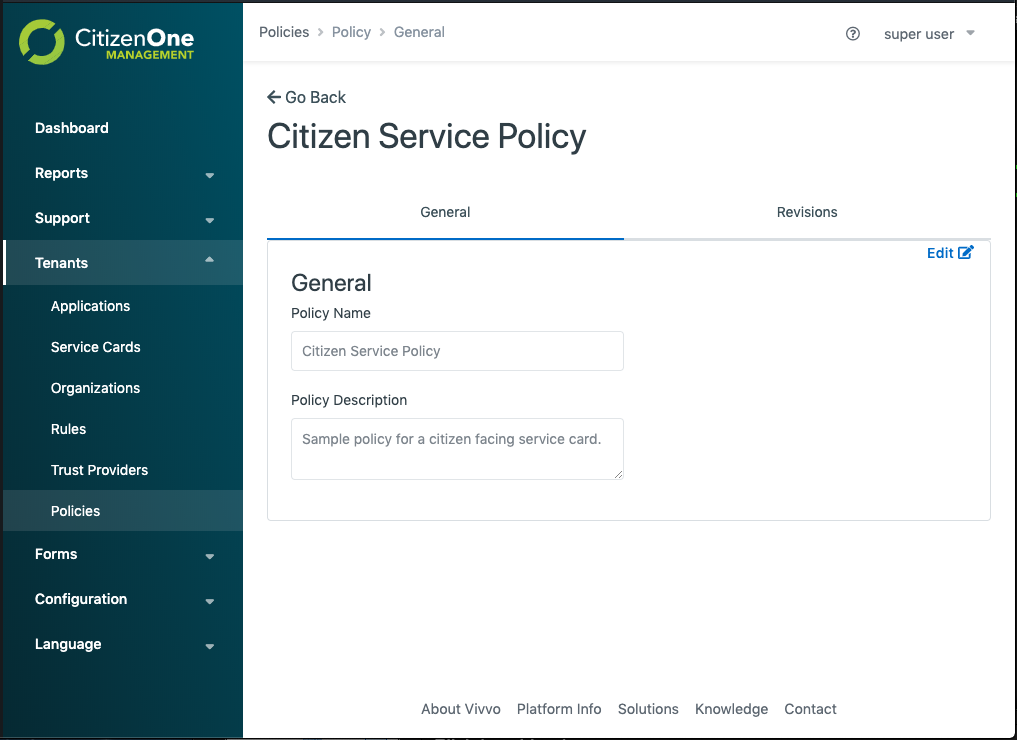 CitizenOne
MANAGEMENT
Dashboard
Reports
Support
Tenants
Applications
Service Cards
Organizations
Rules
Trust Providers
Policies
Forms
Configuration
Language
Policies > Policy > General
super user
Go Back
Citizen Service Policy
General
Revisions
Edit
General
Policy Name
Citizen Service Policy
Policy Description
Sample policy for a citizen facing service card.
About Vivvo Platform Info Solutions Knowledge Contact